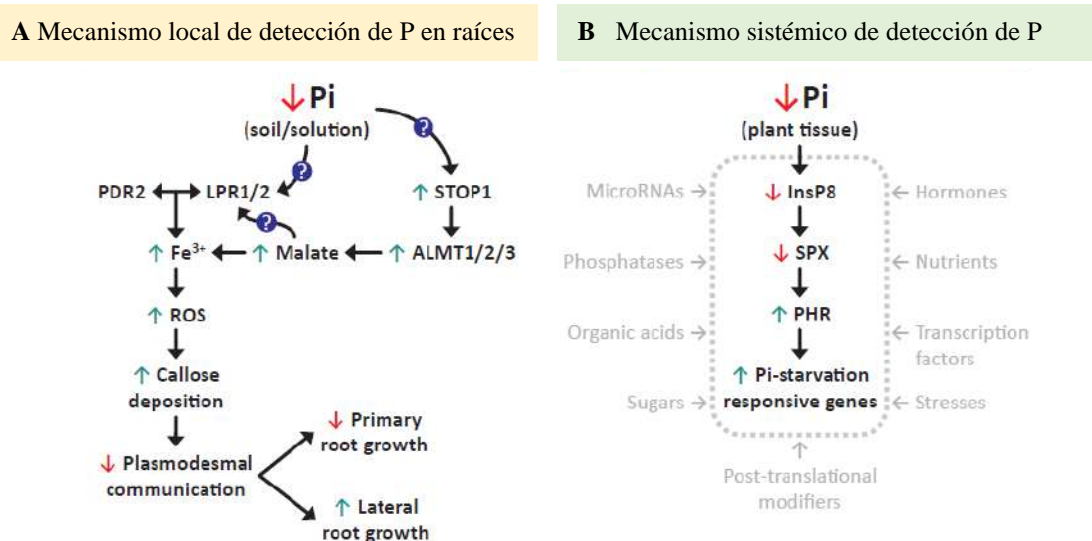 A Mecanismo local de detección de P en raíces
↓ Pi
(soil/solution)
?
?
PDR2
LPR1/2
↑ STOP1
?
↑ Fe³⁺
↑ Malate
↑ ALMT1/2/3
↑ ROS
↑ Callose
deposition
↓ Plasmodesmal
communication
↓ Primary
root growth
↑ Lateral
root growth
B Mecanismo sistémico de detección de P
↓ Pi
(plant tissue)
MicroRNAs
↓ InsP8
Hormones
Phosphatases
↓ SPX
Nutrients
Organic acids
↑ PHR
Transcription
factors
Sugars
↑ Pi-starvation
responsive genes
Stresses
Post-translational
modifiers